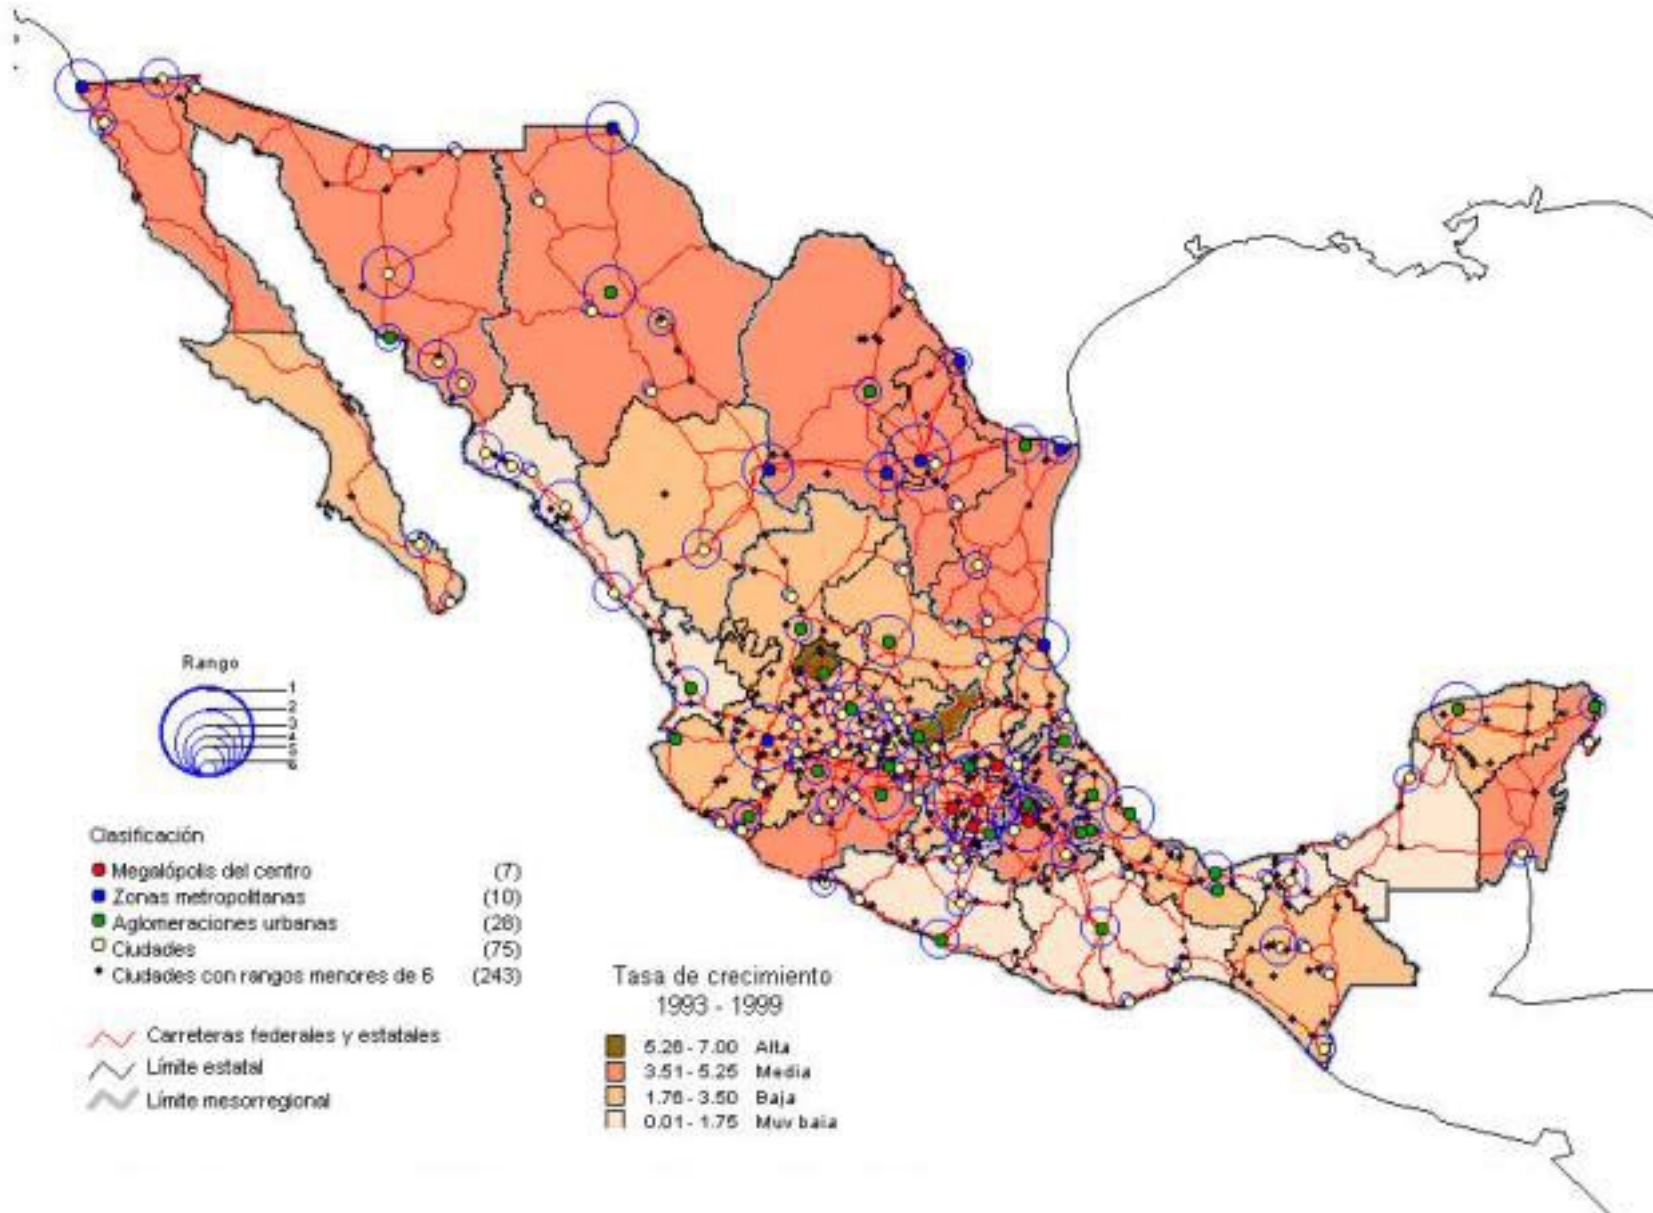 Rango
1
2
3
4
5
6
Clasificación
Megalópolis del centro (7)
Zonas metropolitanas (10)
Aglomeraciones urbanas (28)
Ciudades (75)
Ciudades con rangos menores de 6 (243)
Carreteras federales y estatales
Límite estatal
Límite mesorregional
Tasa de crecimiento
1993 - 1999
5.26 - 7.00 Alta
3.51 - 5.25 Media
1.76 - 3.50 Baja
0.01 - 1.75 Muy baja